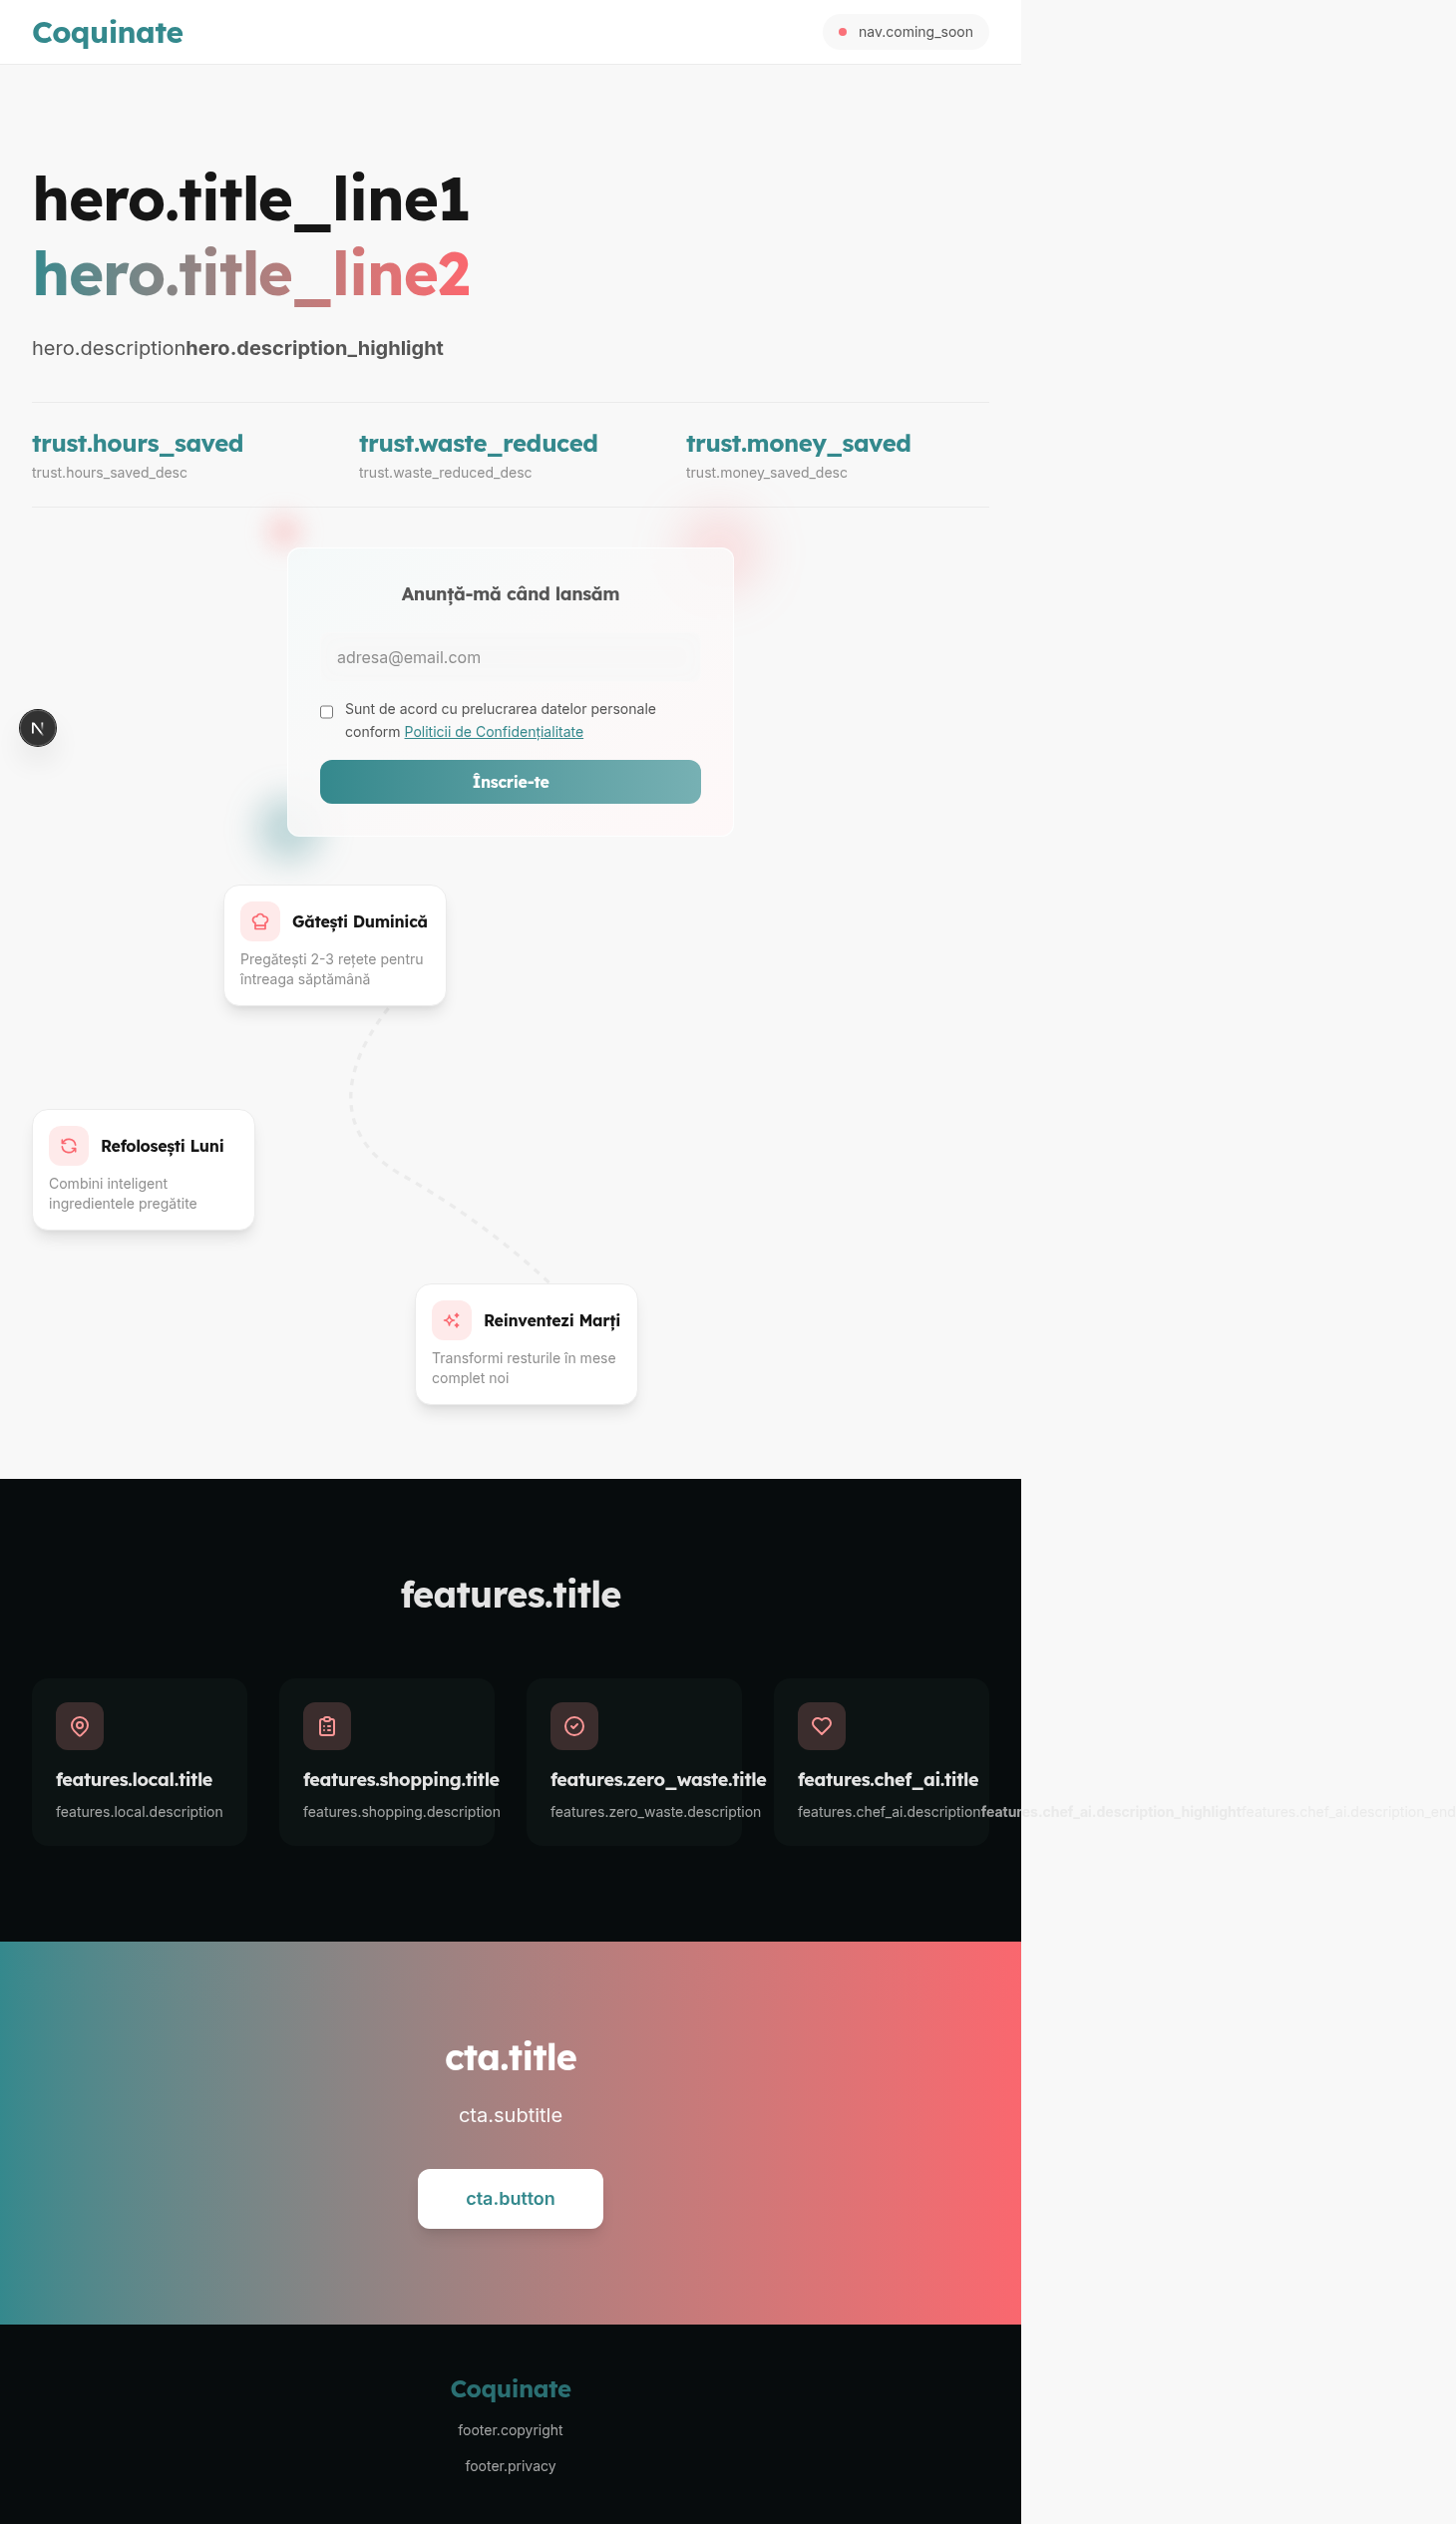 Coquinate
nav.coming_soon
hero.title_line1
hero.title_line2
hero.descriptionhero.description_highlight
trust.hours_saved
trust.hours_saved_desc
trust.waste_reduced
trust.waste_reduced_desc
trust.money_saved
trust.money_saved_desc
Anunță-mă când lansăm
adresa@email.com
Sunt de acord cu prelucrarea datelor personale
conform Politicii de Confidențialitate
Înscrie-te
N
Gătești Duminică
Pregătești 2-3 rețete pentru
întreaga săptămână
Refolosești Luni
Combini inteligent
ingredientele pregătite
Reinventezi Marți
Transformi resturile în mese
complet noi
features.title
features.local.title
features.local.description
features.shopping.title
features.shopping.description
features.zero_waste.title
features.zero_waste.description
features.chef_ai.title
features.chef_ai.descriptionfeatures.chef_ai.description_highlightfeatures.chef_ai.description_end
cta.title
cta.subtitle
cta.button
Coquinate
footer.copyright
footer.privacy